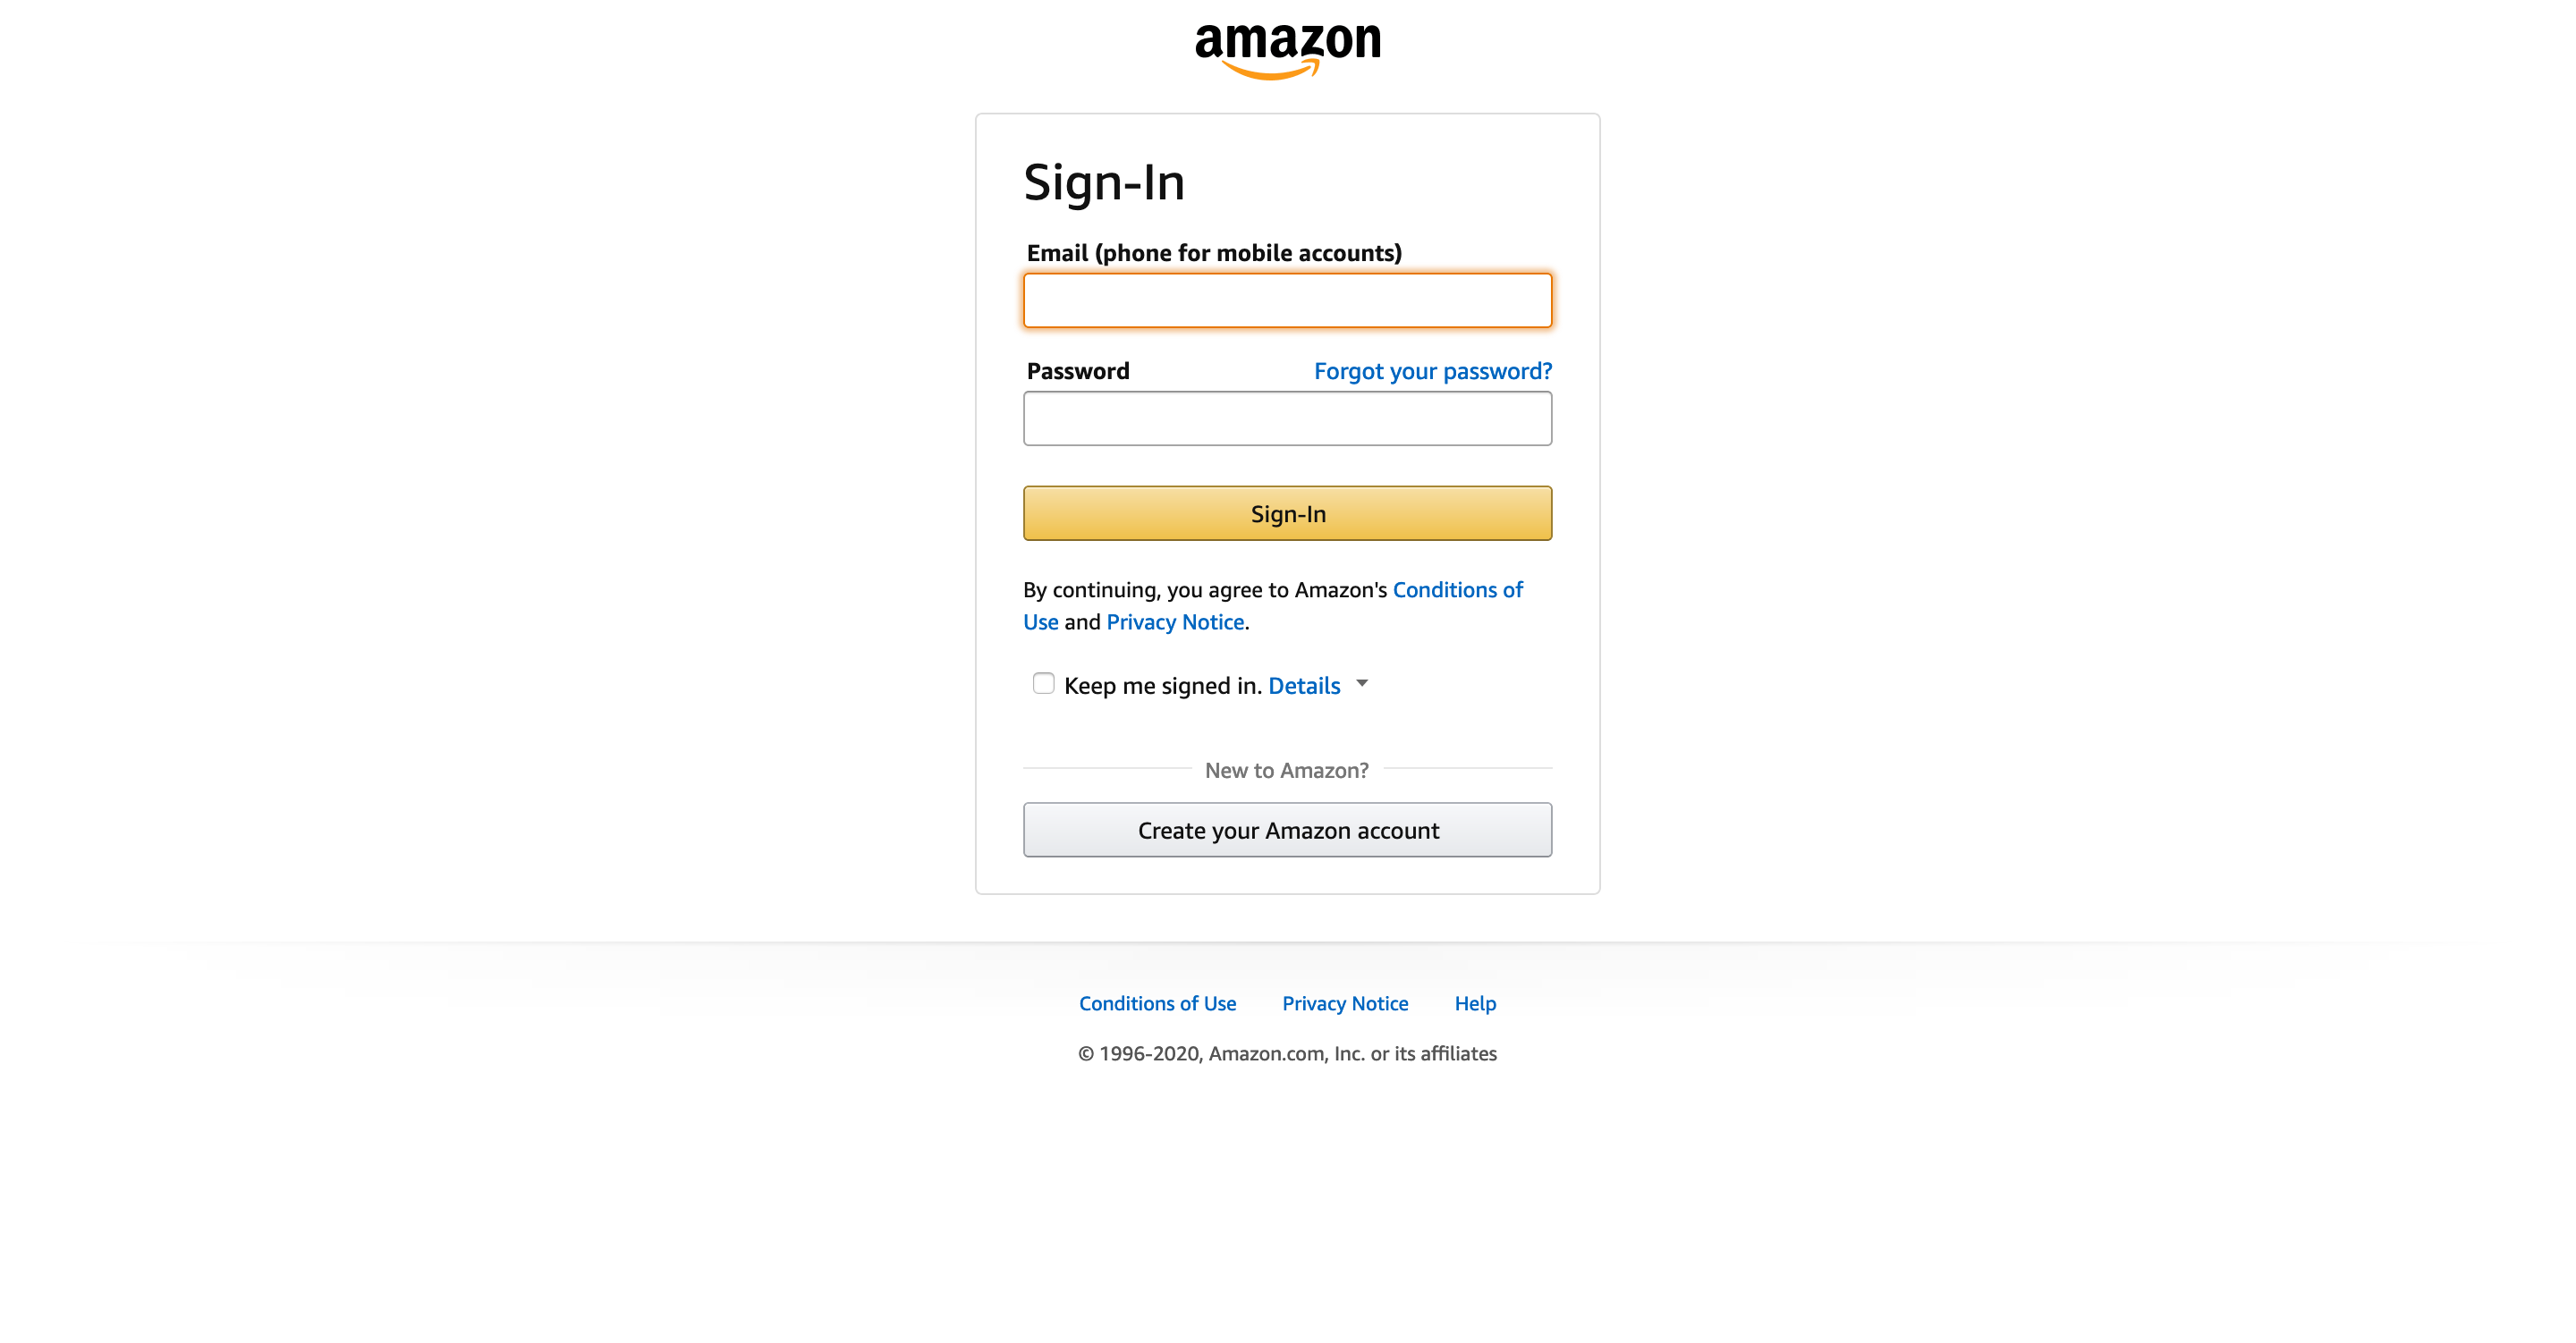 amazon
Sign-In
Email (phone for mobile accounts)
Password Forgot your password?
Sign-In
By continuing, you agree to Amazon's Conditions of
Use and Privacy Notice.
Keep me signed in. Details
New to Amazon?
Create your Amazon account
Conditions of Use Privacy Notice Help
© 1996-2020, Amazon.com, Inc. or its affiliates